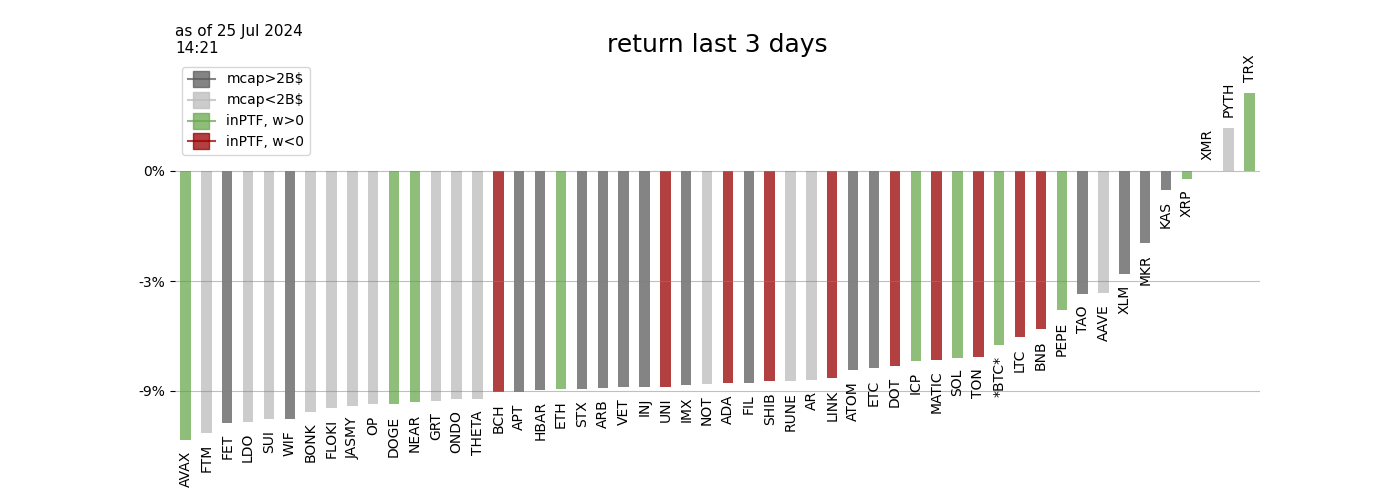 as of 25 Jul 2024
14:21
return last 3 days
mcap>2B$
mcap<2B$
inPTF, w>0
inPTF, w<0
0%
-3%
-9%
AVAX
FTM
FET
LDO
SUI
WIF
BONK
FLOKI
JASMY
OP
DOGE
NEAR
GRT
ONDO
THETA
BCH
APT
HBAR
ETH
STX
ARB
VET
INJ
UNI
IMX
NOT
ADA
FIL
SHIB
RUNE
AR
LINK
ATOM
ETC
DOT
ICP
MATIC
SOL
TON
*BTC*
LTC
BNB
PEPE
TAO
AAVE
XLM
MKR
KAS
XRP
XMR
PYTH
TRX